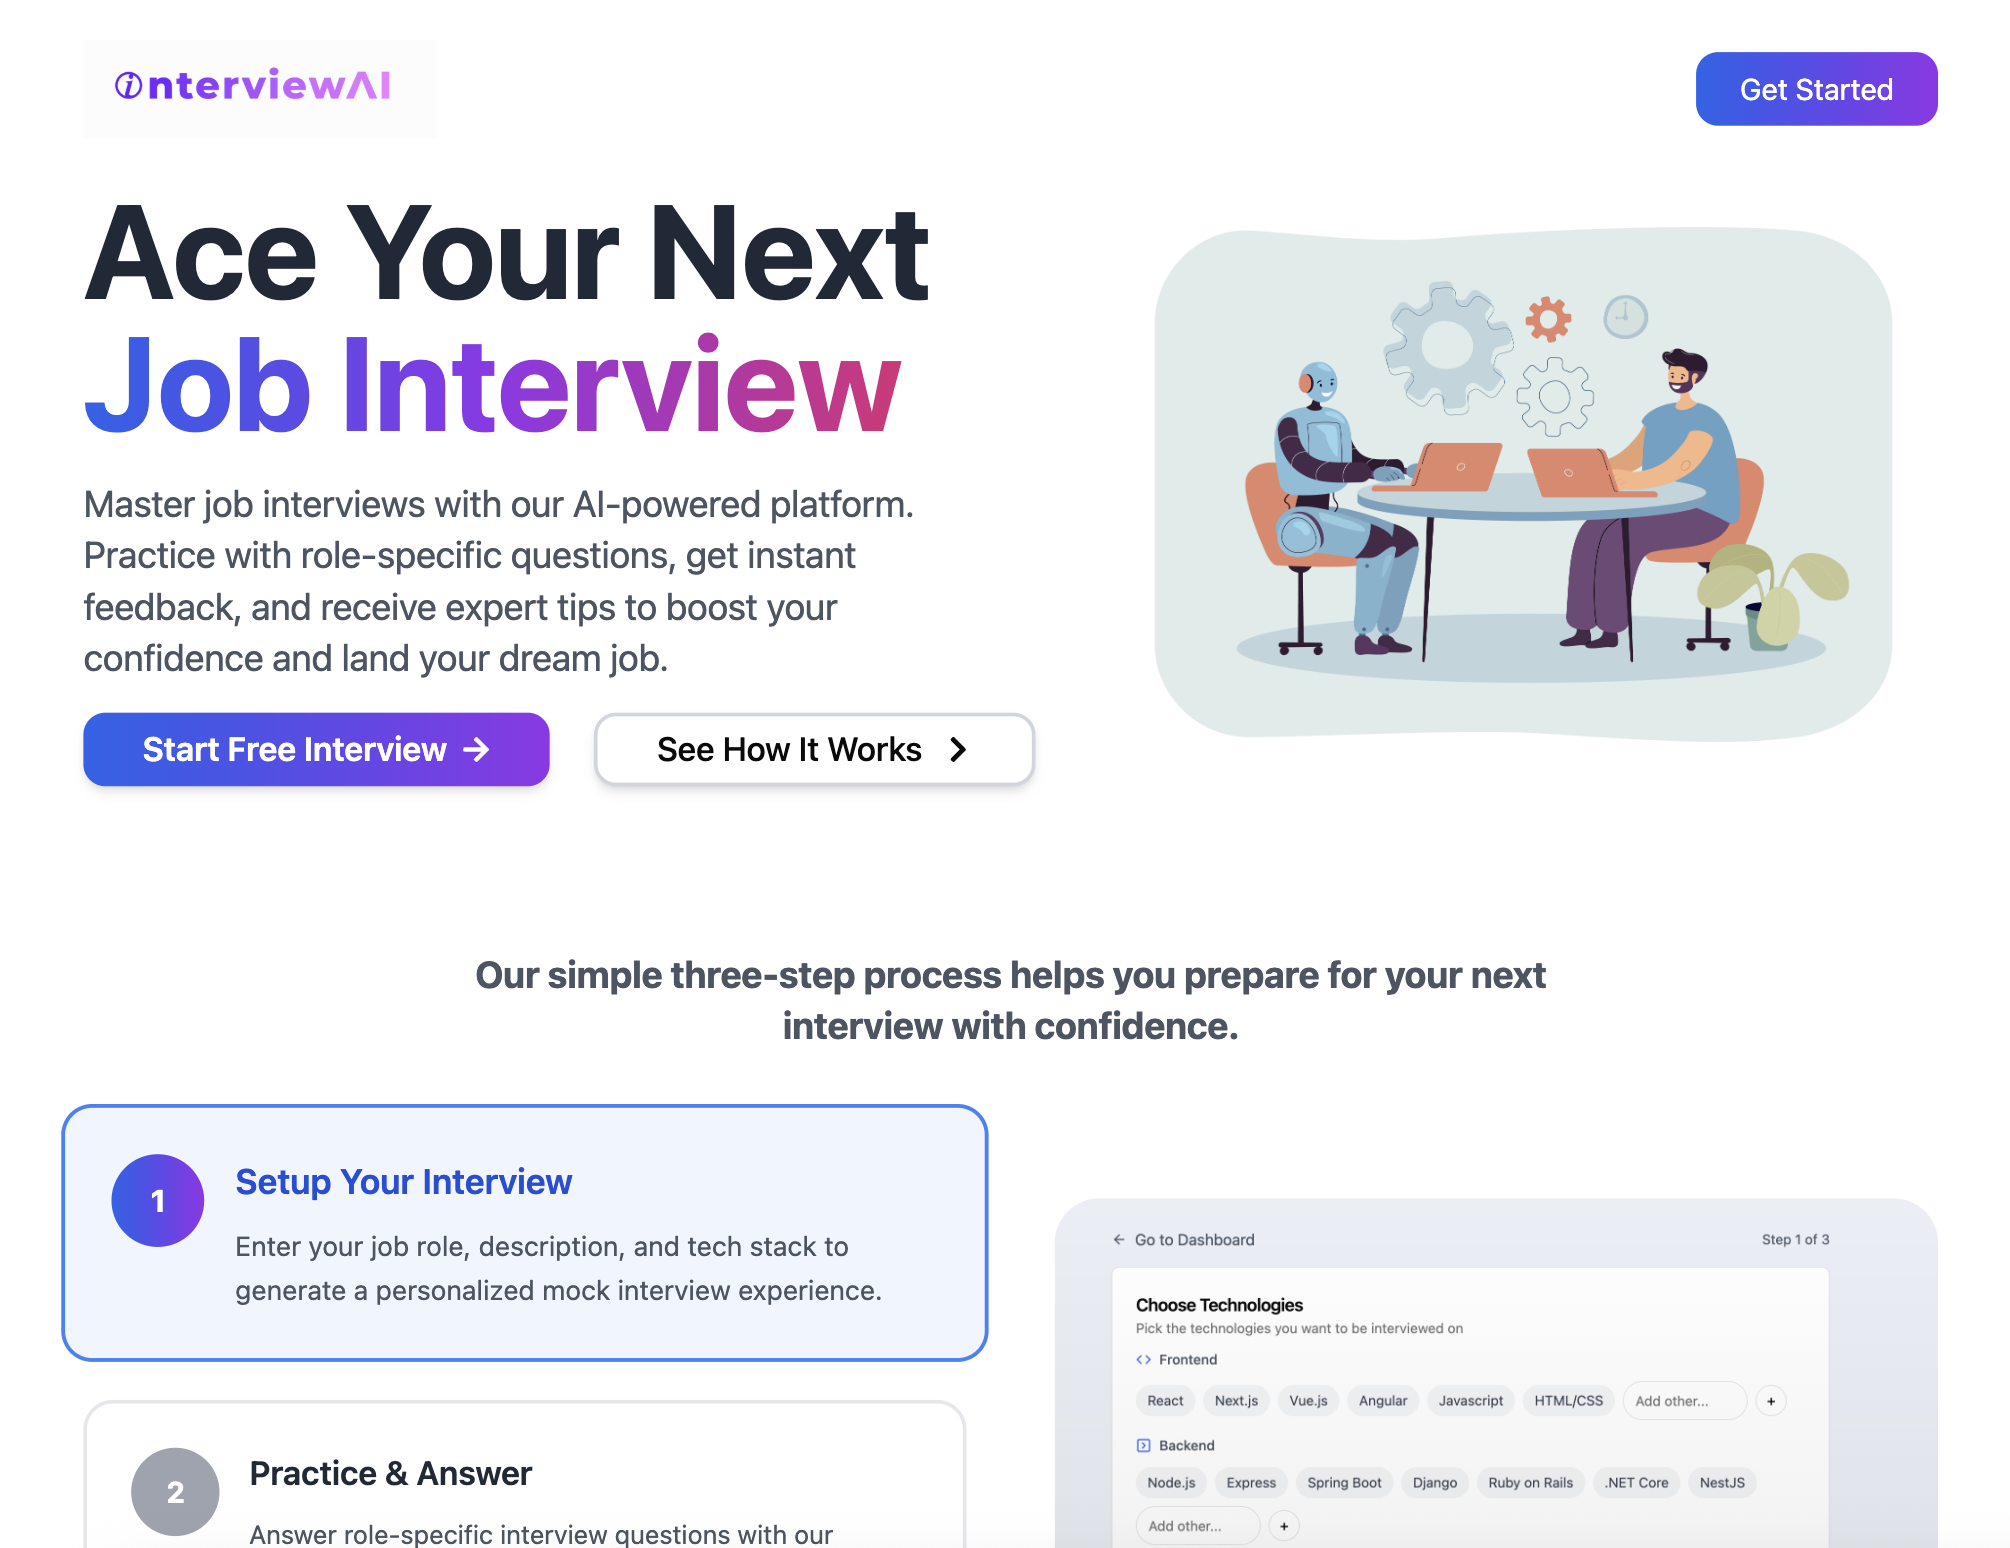 interviewAI
Get Started
Ace Your Next
Job Interview
Master job interviews with our AI-powered platform.
Practice with role-specific questions, get instant
feedback, and receive expert tips to boost your
confidence and land your dream job.
Start Free Interview →
See How It Works
Our simple three-step process helps you prepare for your next
interview with confidence.
1
Setup Your Interview
Enter your job role, description, and tech stack to
generate a personalized mock interview experience.
2
Practice & Answer
Answer role-specific interview questions with our
← Go to Dashboard
Step 1 of 3
Choose Technologies
Pick the technologies you want to be interviewed on
Frontend
React Next.js Vue.js Angular Javascript HTML/CSS Add other... +
Backend
Node.js Express Spring Boot Django Ruby on Rails .NET Core NestJS
Add other... +